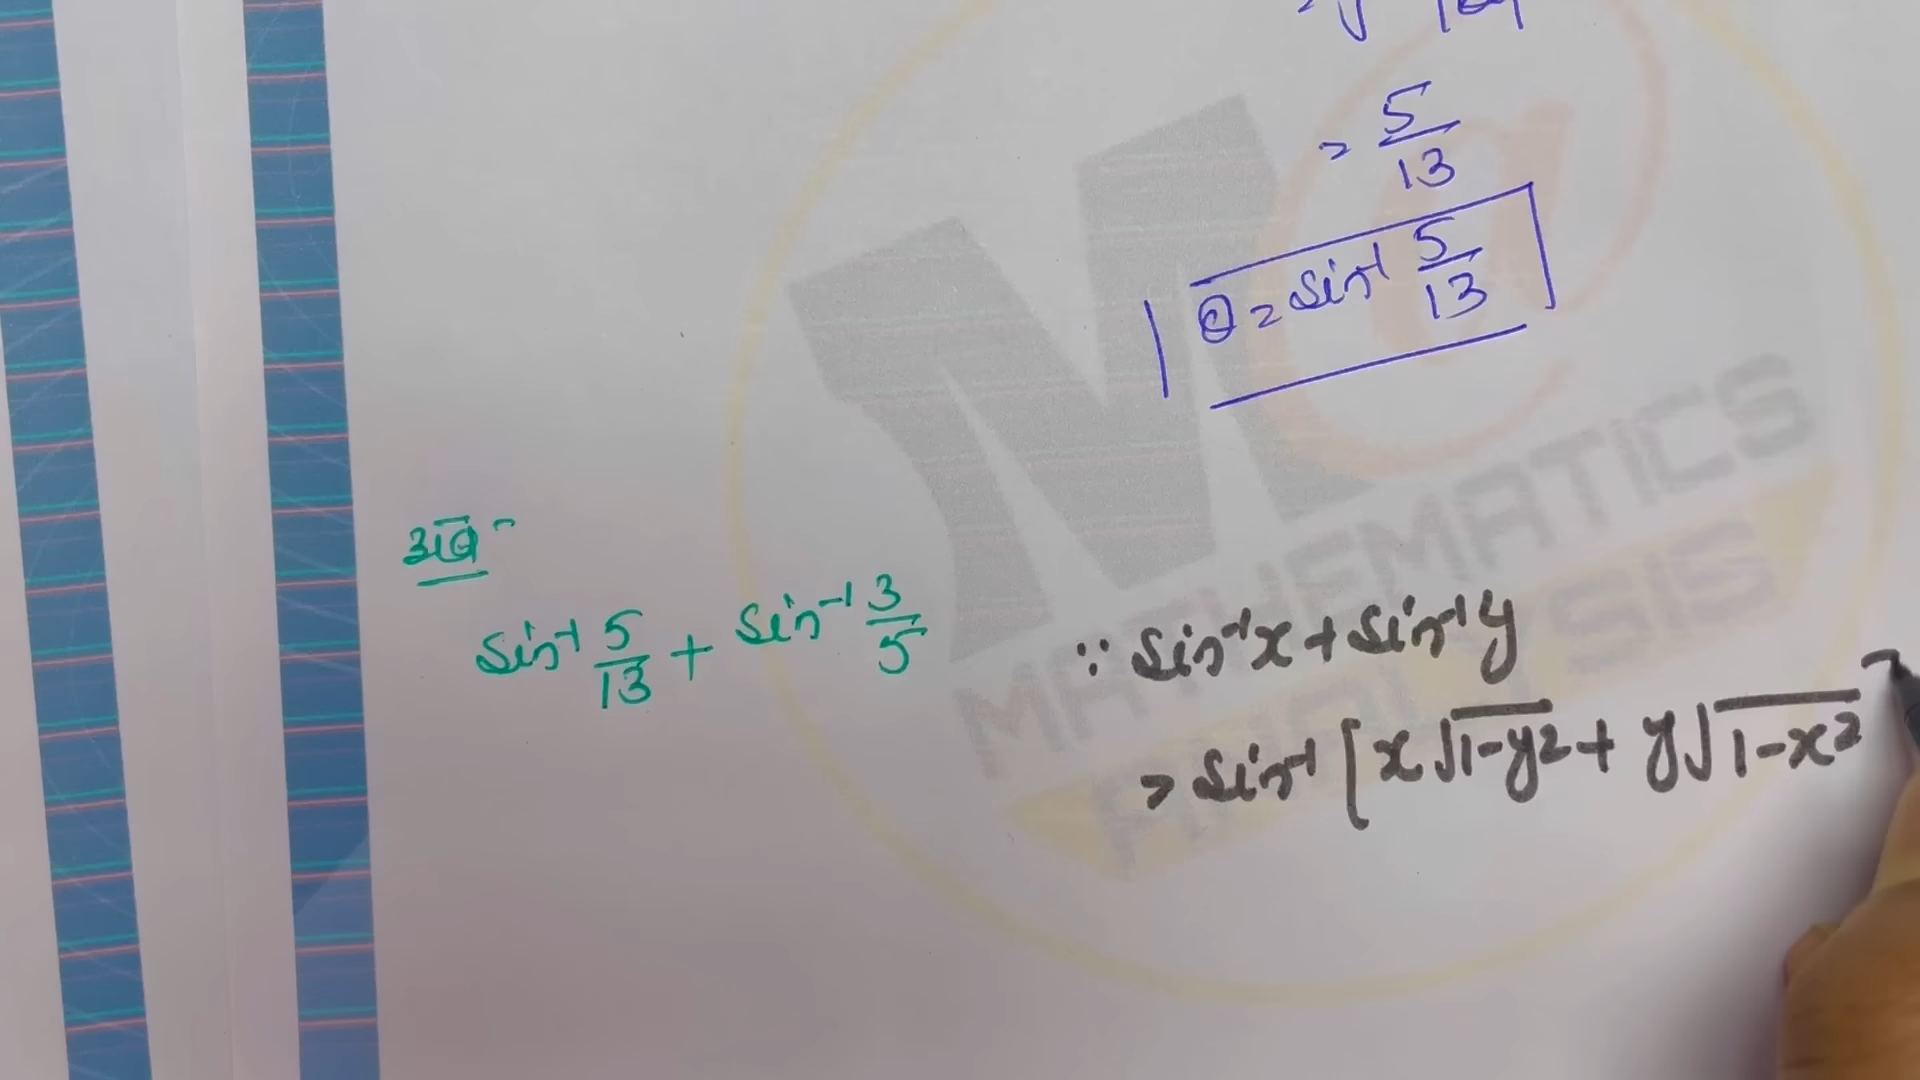 = 5/13
θ = sin⁻¹ 5/13
अब
sin⁻¹ 5/13 + sin⁻¹ 3/5
∵ sin⁻¹x + sin⁻¹y
= sin⁻¹ [x√1-y2 + y√1-x2
MATHEMATICS
ANALYSIS